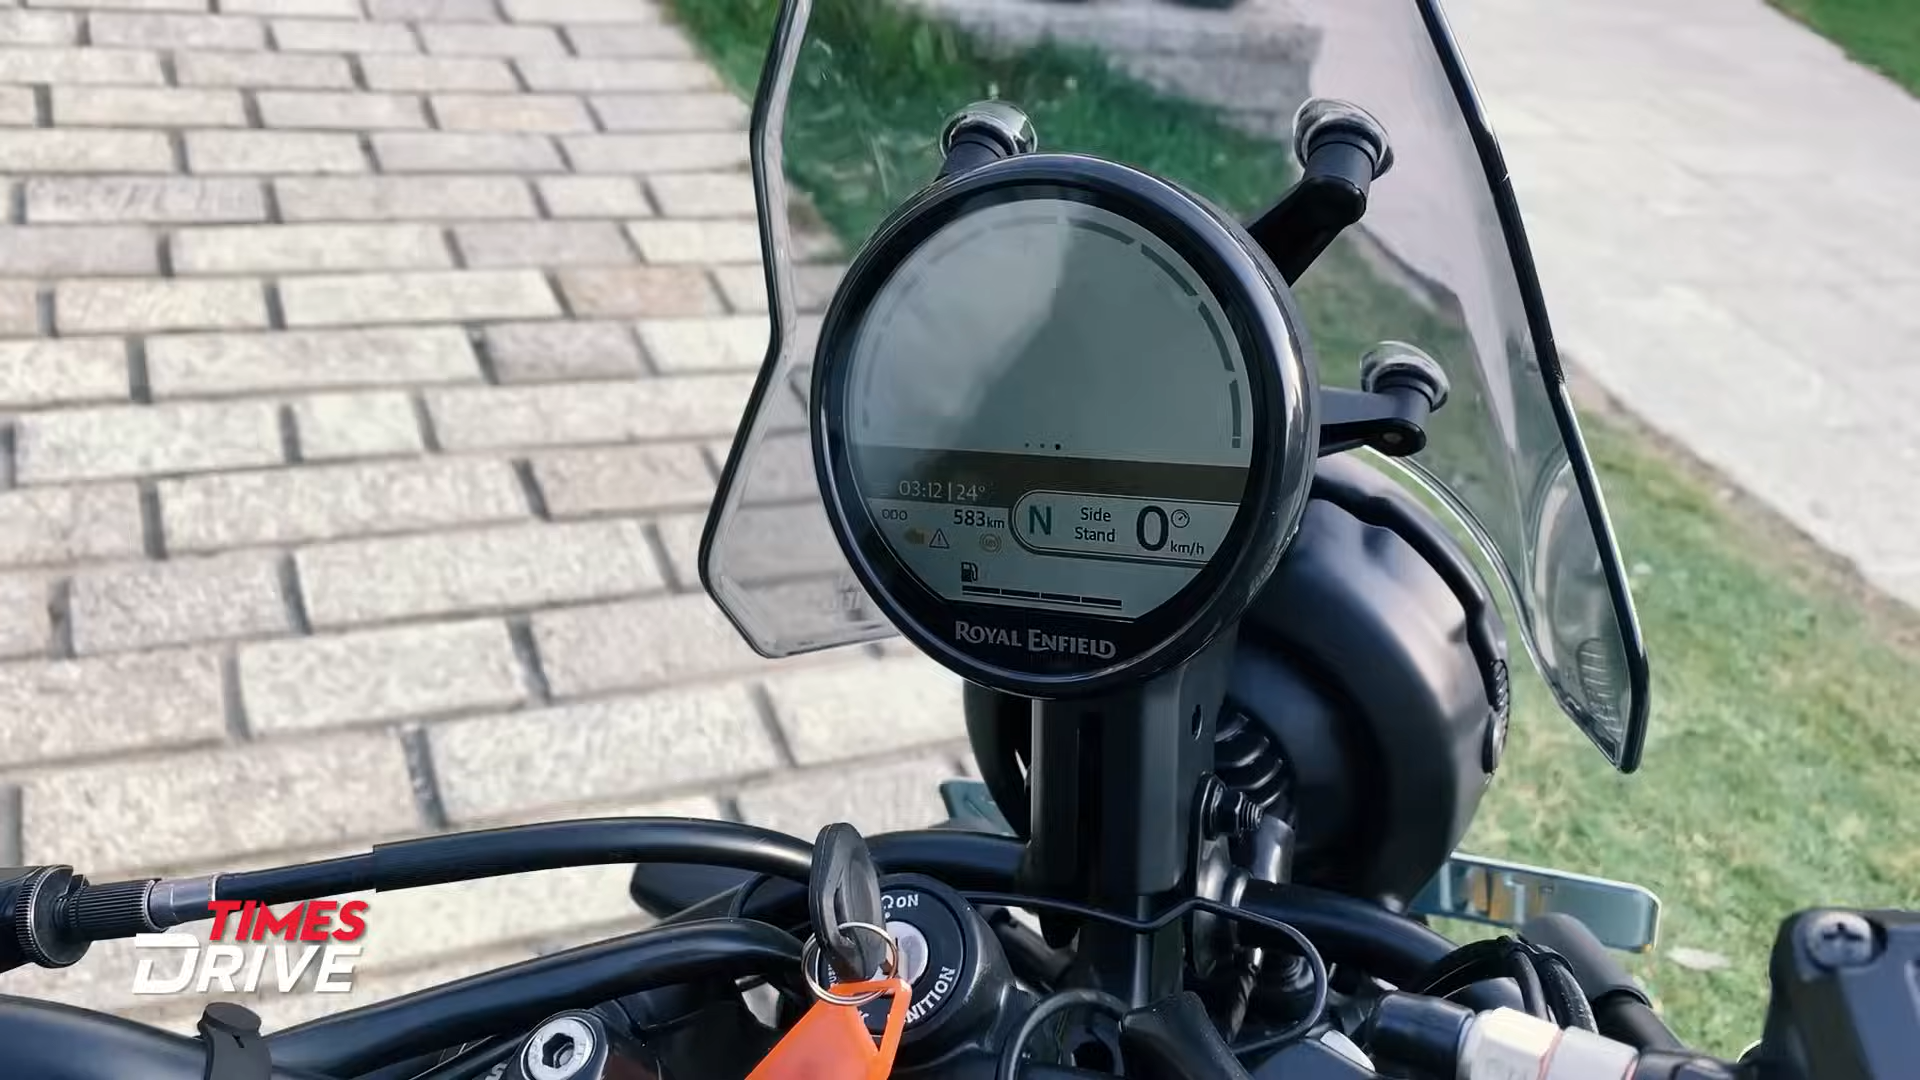 03:12 | 24°
ODO 583km
N Side Stand 0 km/h
ROYAL ENFIELD
ON
IGNITION
TIMES
DRIVE